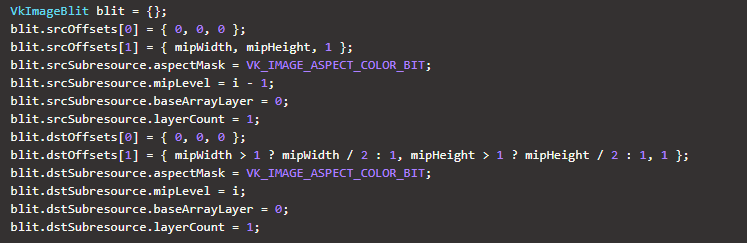 VkImageBlit blit = {};
blit.srcOffsets[0] = { 0, 0, 0 };
blit.srcOffsets[1] = { mipWidth, mipHeight, 1 };
blit.srcSubresource.aspectMask = VK_IMAGE_ASPECT_COLOR_BIT;
blit.srcSubresource.mipLevel = i - 1;
blit.srcSubresource.baseArrayLayer = 0;
blit.srcSubresource.layerCount = 1;
blit.dstOffsets[0] = { 0, 0, 0 };
blit.dstOffsets[1] = { mipWidth > 1 ? mipWidth / 2 : 1, mipHeight > 1 ? mipHeight / 2 : 1, 1 };
blit.dstSubresource.aspectMask = VK_IMAGE_ASPECT_COLOR_BIT;
blit.dstSubresource.mipLevel = i;
blit.dstSubresource.baseArrayLayer = 0;
blit.dstSubresource.layerCount = 1;